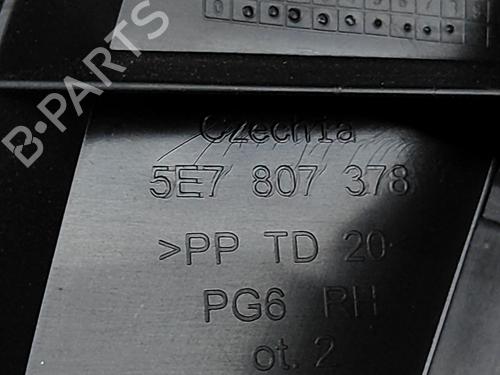 B-PARTS
Czechia
5E7 807 378
>PP TD 20
PG6 RH
ot. 2